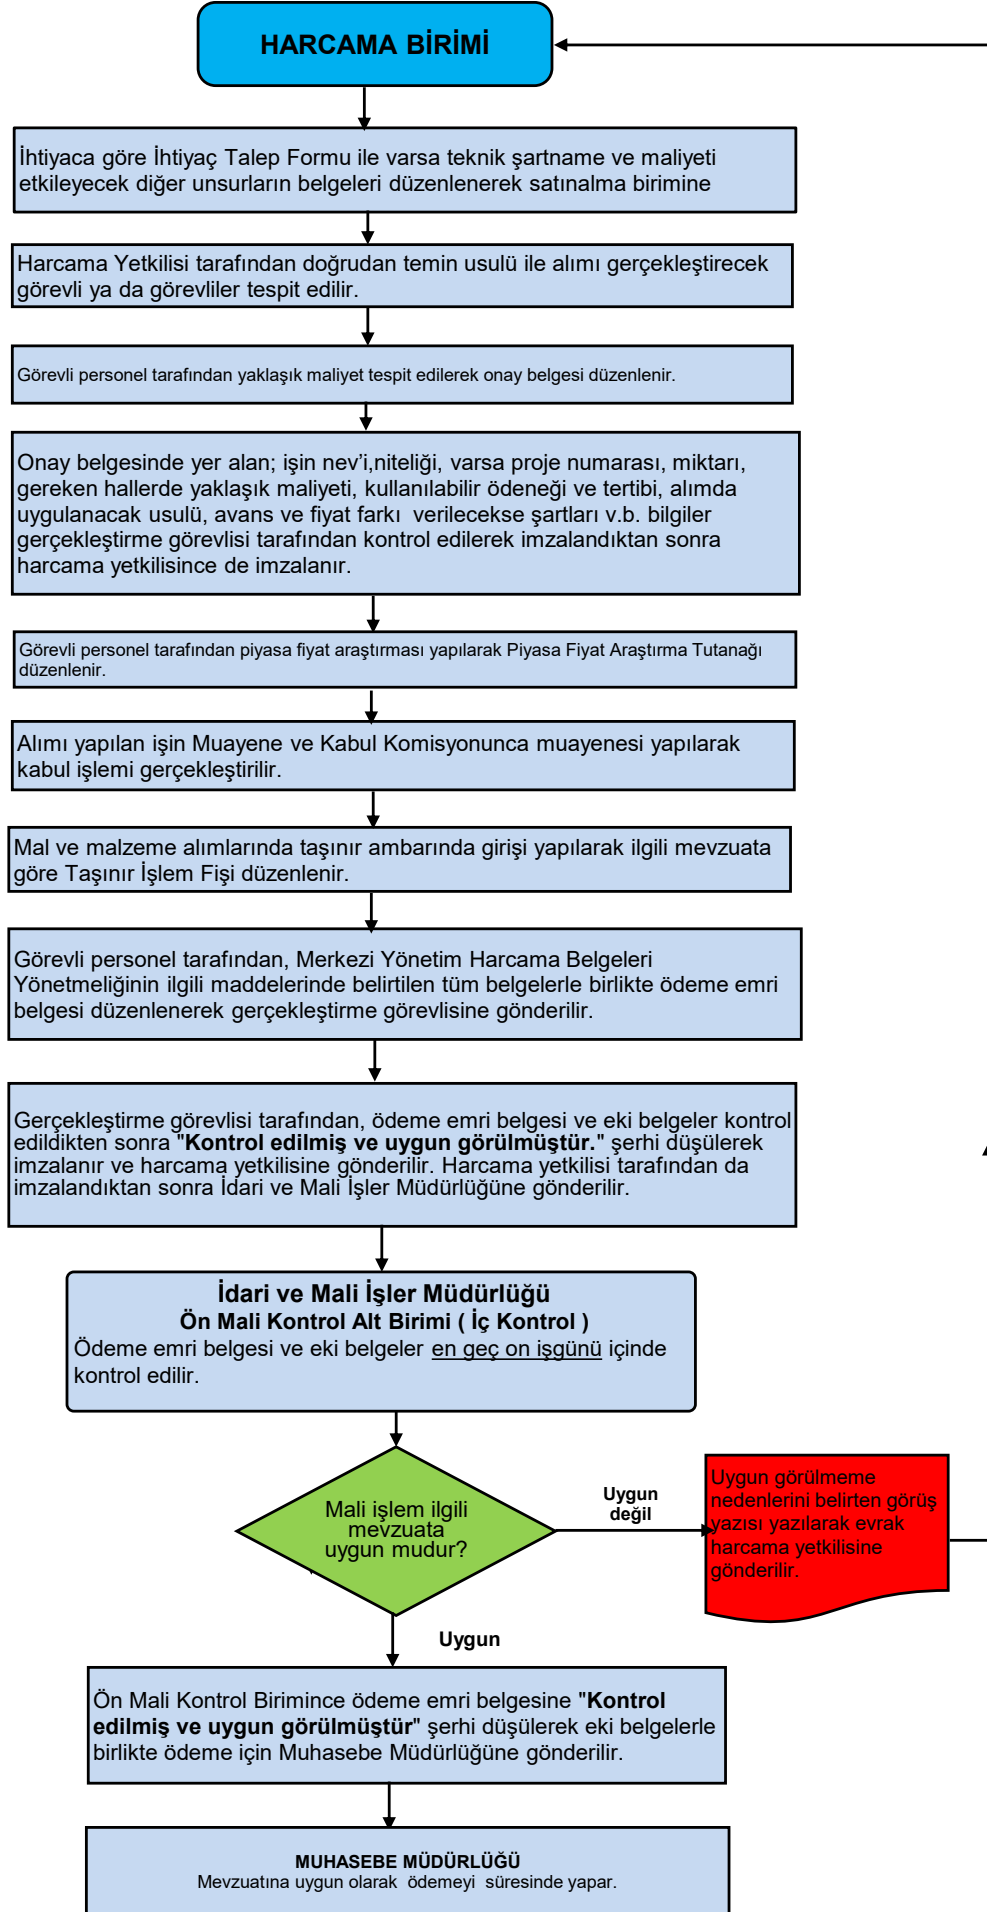 HARCAMA BİRİMİ
İhtiyaca göre İhtiyaç Talep Formu ile varsa teknik şartname ve maliyeti
etkileyecek diğer unsurların belgeleri düzenlenerek satınalma birimine
Harcama Yetkilisi tarafından doğrudan temin usulü ile alımı gerçekleştirecek
görevli ya da görevliler tespit edilir.
Görevli personel tarafından yaklaşık maliyet tespit edilerek onay belgesi düzenlenir.
Onay belgesinde yer alan; işin nev'i,niteliği, varsa proje numarası, miktarı,
gereken hallerde yaklaşık maliyeti, kullanılabilir ödeneği ve tertibi, alımda
uygulanacak usulü, avans ve fiyat farkı  verilecekse şartları v.b. bilgiler
gerçekleştirme görevlisi tarafından kontrol edilerek imzalandıktan sonra
harcama yetkilisince de imzalanır.
Görevli personel tarafından piyasa fiyat araştırması yapılarak Piyasa Fiyat Araştırma Tutanağı
düzenlenir.
Alımı yapılan işin Muayene ve Kabul Komisyonunca muayenesi yapılarak
kabul işlemi gerçekleştirilir.
Mal ve malzeme alımlarında taşınır ambarında girişi yapılarak ilgili mevzuata
göre Taşınır İşlem Fişi düzenlenir.
Görevli personel tarafından, Merkezi Yönetim Harcama Belgeleri
Yönetmeliğinin ilgili maddelerinde belirtilen tüm belgelerle birlikte ödeme emri
belgesi düzenlenerek gerçekleştirme görevlisine gönderilir.
Gerçekleştirme görevlisi tarafından, ödeme emri belgesi ve eki belgeler kontrol
edildikten sonra "Kontrol edilmiş ve uygun görülmüştür." şerhi düşülerek
imzalanır ve harcama yetkilisine gönderilir. Harcama yetkilisi tarafından da
imzalandıktan sonra İdari ve Mali İşler Müdürlüğüne gönderilir.
İdari ve Mali İşler Müdürlüğü
Ön Mali Kontrol Alt Birimi ( İç Kontrol )
Ödeme emri belgesi ve eki belgeler en geç on işgünü içinde
kontrol edilir.
Mali işlem ilgili
mevzuata
uygun mudur?
Uygun
değil
Uygun görülmeme
nedenlerini belirten görüş
yazısı yazılarak evrak
harcama yetkilisine
gönderilir.
Uygun
Ön Mali Kontrol Birimince ödeme emri belgesine "Kontrol
edilmiş ve uygun görülmüştür" şerhi düşülerek eki belgelerle
birlikte ödeme için Muhasebe Müdürlüğüne gönderilir.
MUHASEBE MÜDÜRLÜĞÜ
Mevzuatına uygun olarak  ödemeyi  süresinde yapar.